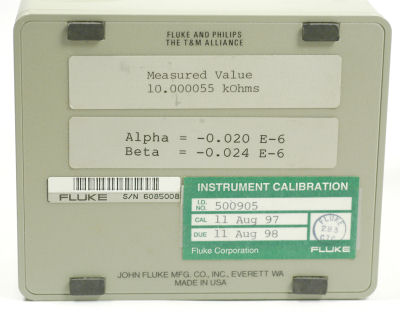 FLUKE AND PHILIPS
THE T&M ALLIANCE
Measured Value
10.000055 kOhms
Alpha = -0.020 E-6
Beta = -0.024 E-6
FLUKE S/N 6085008
INSTRUMENT CALIBRATION
I.D. NO. 500905
CAL 11 Aug 97
DUE 11 Aug 98
FLUKE
Fluke Corporation FLUKE
JOHN FLUKE MFG. CO., INC., EVERETT WA
MADE IN USA